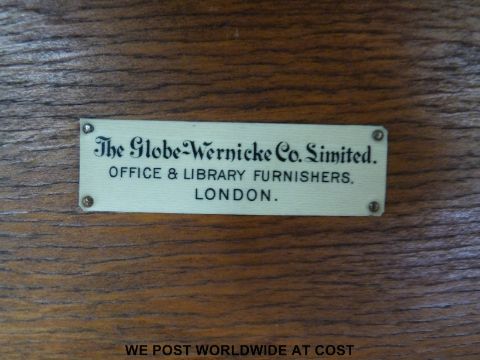 The Globe-Wernicke Co. Limited.
OFFICE & LIBRARY FURNISHERS,
LONDON.
WE POST WORLDWIDE AT COST